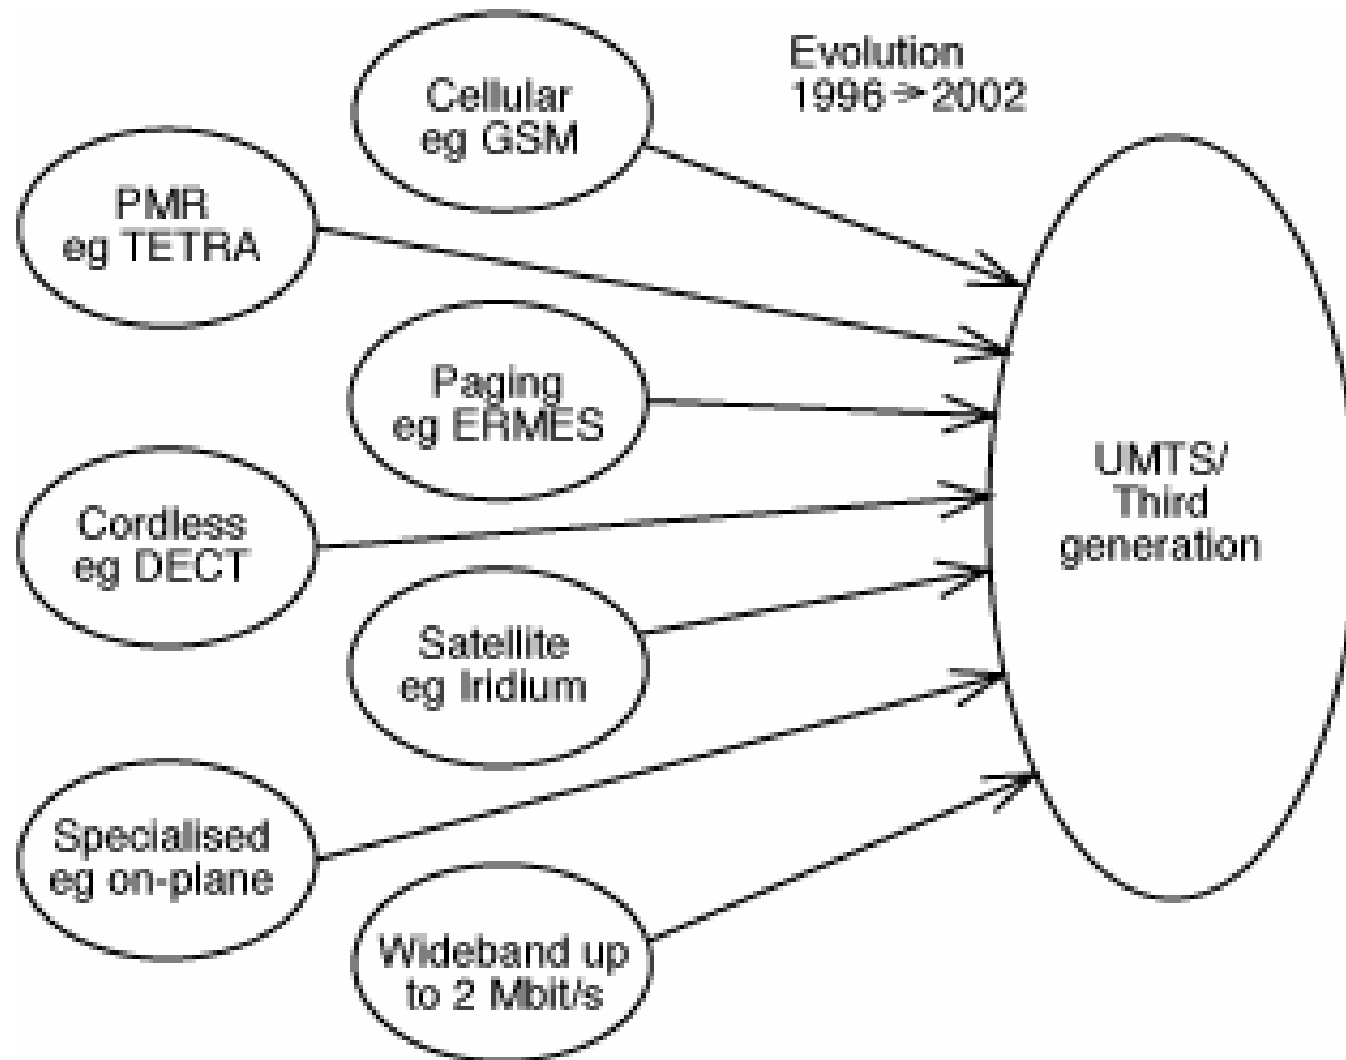 Evolution
1996➔2002
Cellular
eg GSM
PMR
eg TETRA
Paging
eg ERMES
UMTS/
Third
generation
Cordless
eg DECT
Satellite
eg Iridium
Specialised
eg on-plane
Wideband up
to 2 Mbit/s